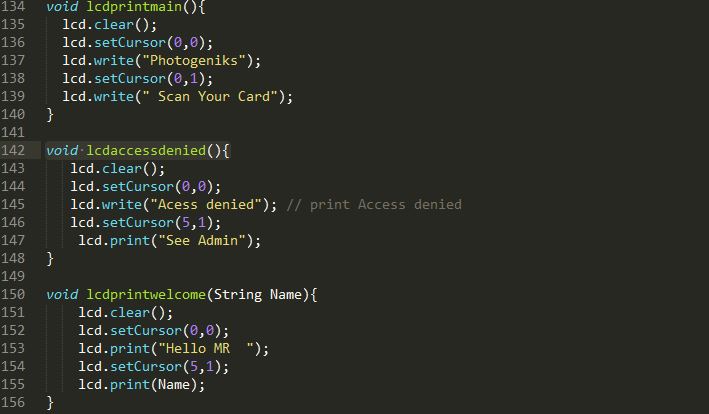 134 void lcdprintmain(){
135   lcd.clear();
136   lcd.setCursor(0,0);
137   lcd.write("Photogeniks");
138   lcd.setCursor(0,1);
139   lcd.write(" Scan Your Card");
140 }
141
142 void lcdaccessdenied(){
143    lcd.clear();
144    lcd.setCursor(0,0);
145    lcd.write("Acess denied"); // print Access denied
146    lcd.setCursor(5,1);
147     lcd.print("See Admin");
148 }
149
150 void lcdprintwelcome(String Name){
151     lcd.clear();
152     lcd.setCursor(0,0);
153     lcd.print("Hello MR  ");
154     lcd.setCursor(5,1);
155     lcd.print(Name);
156 }